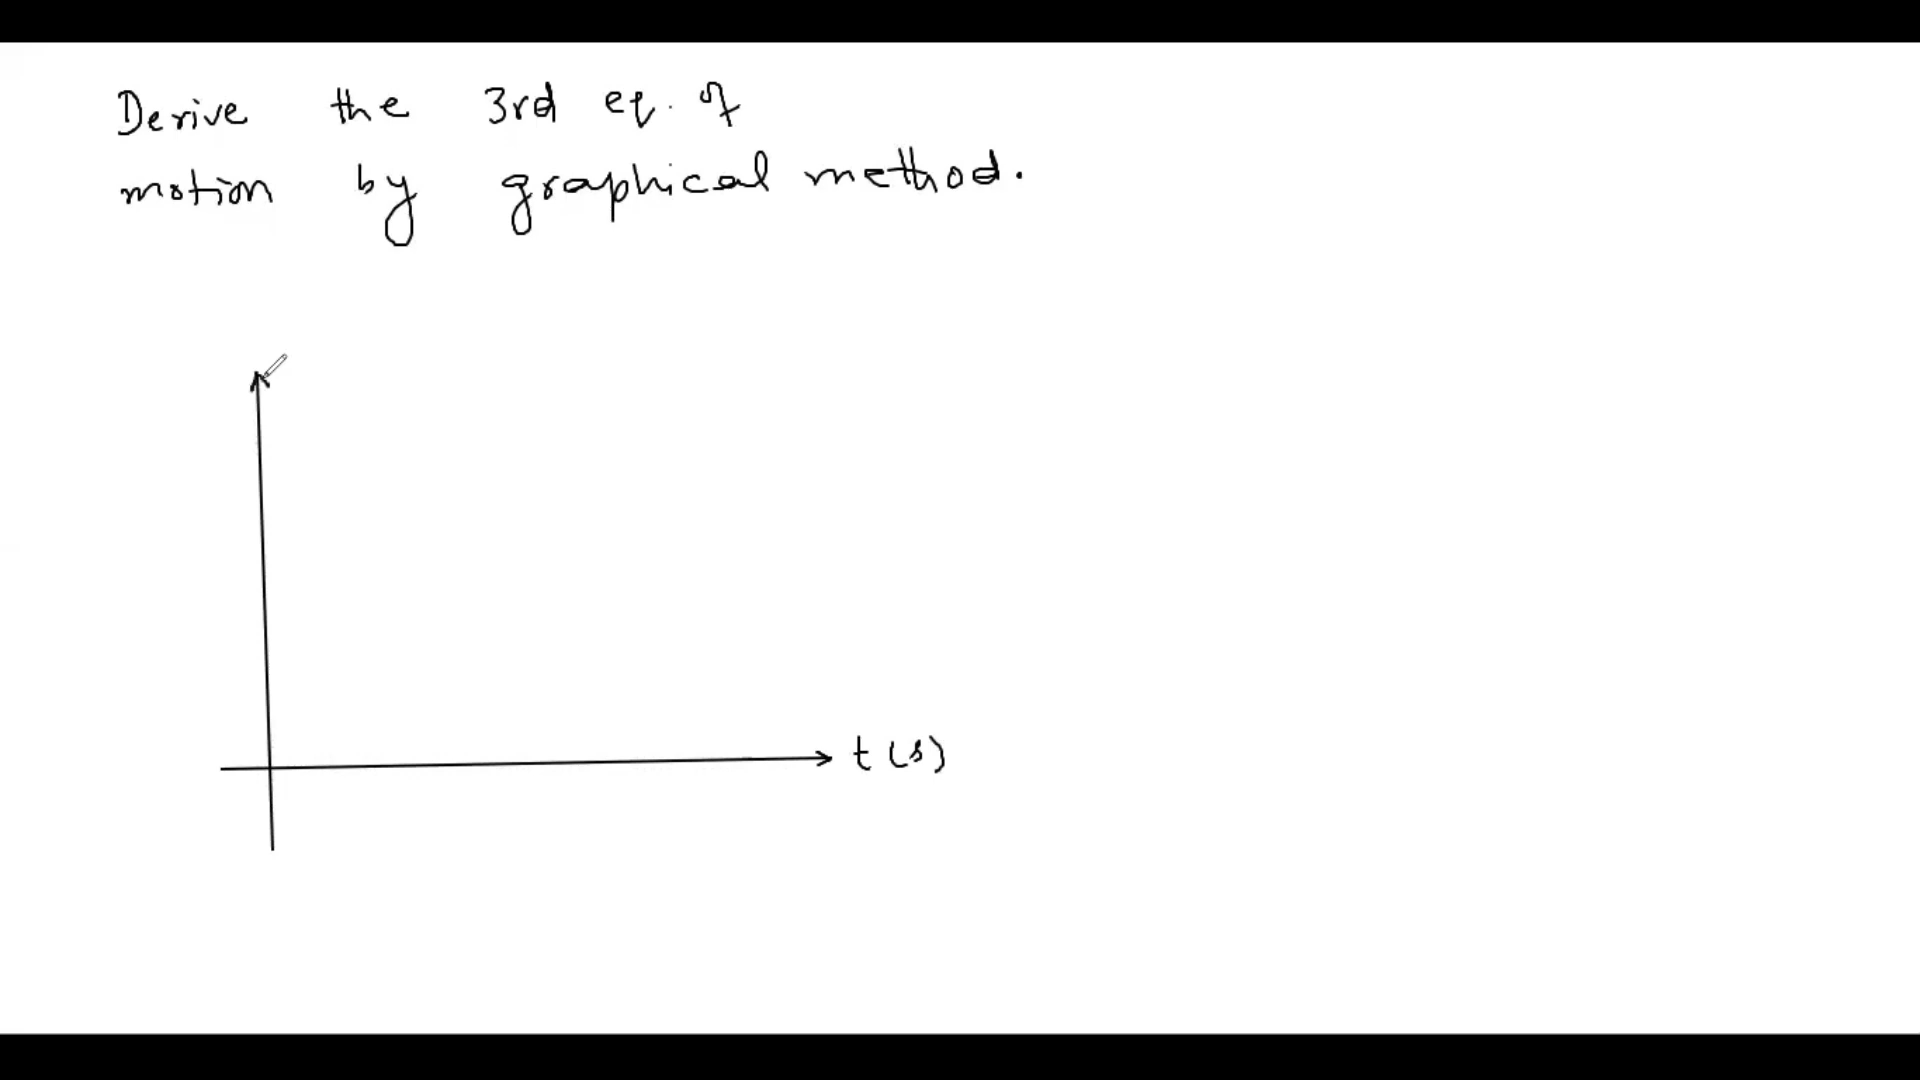 Derive the 3rd eq. of
motion by graphical method.
t (s)